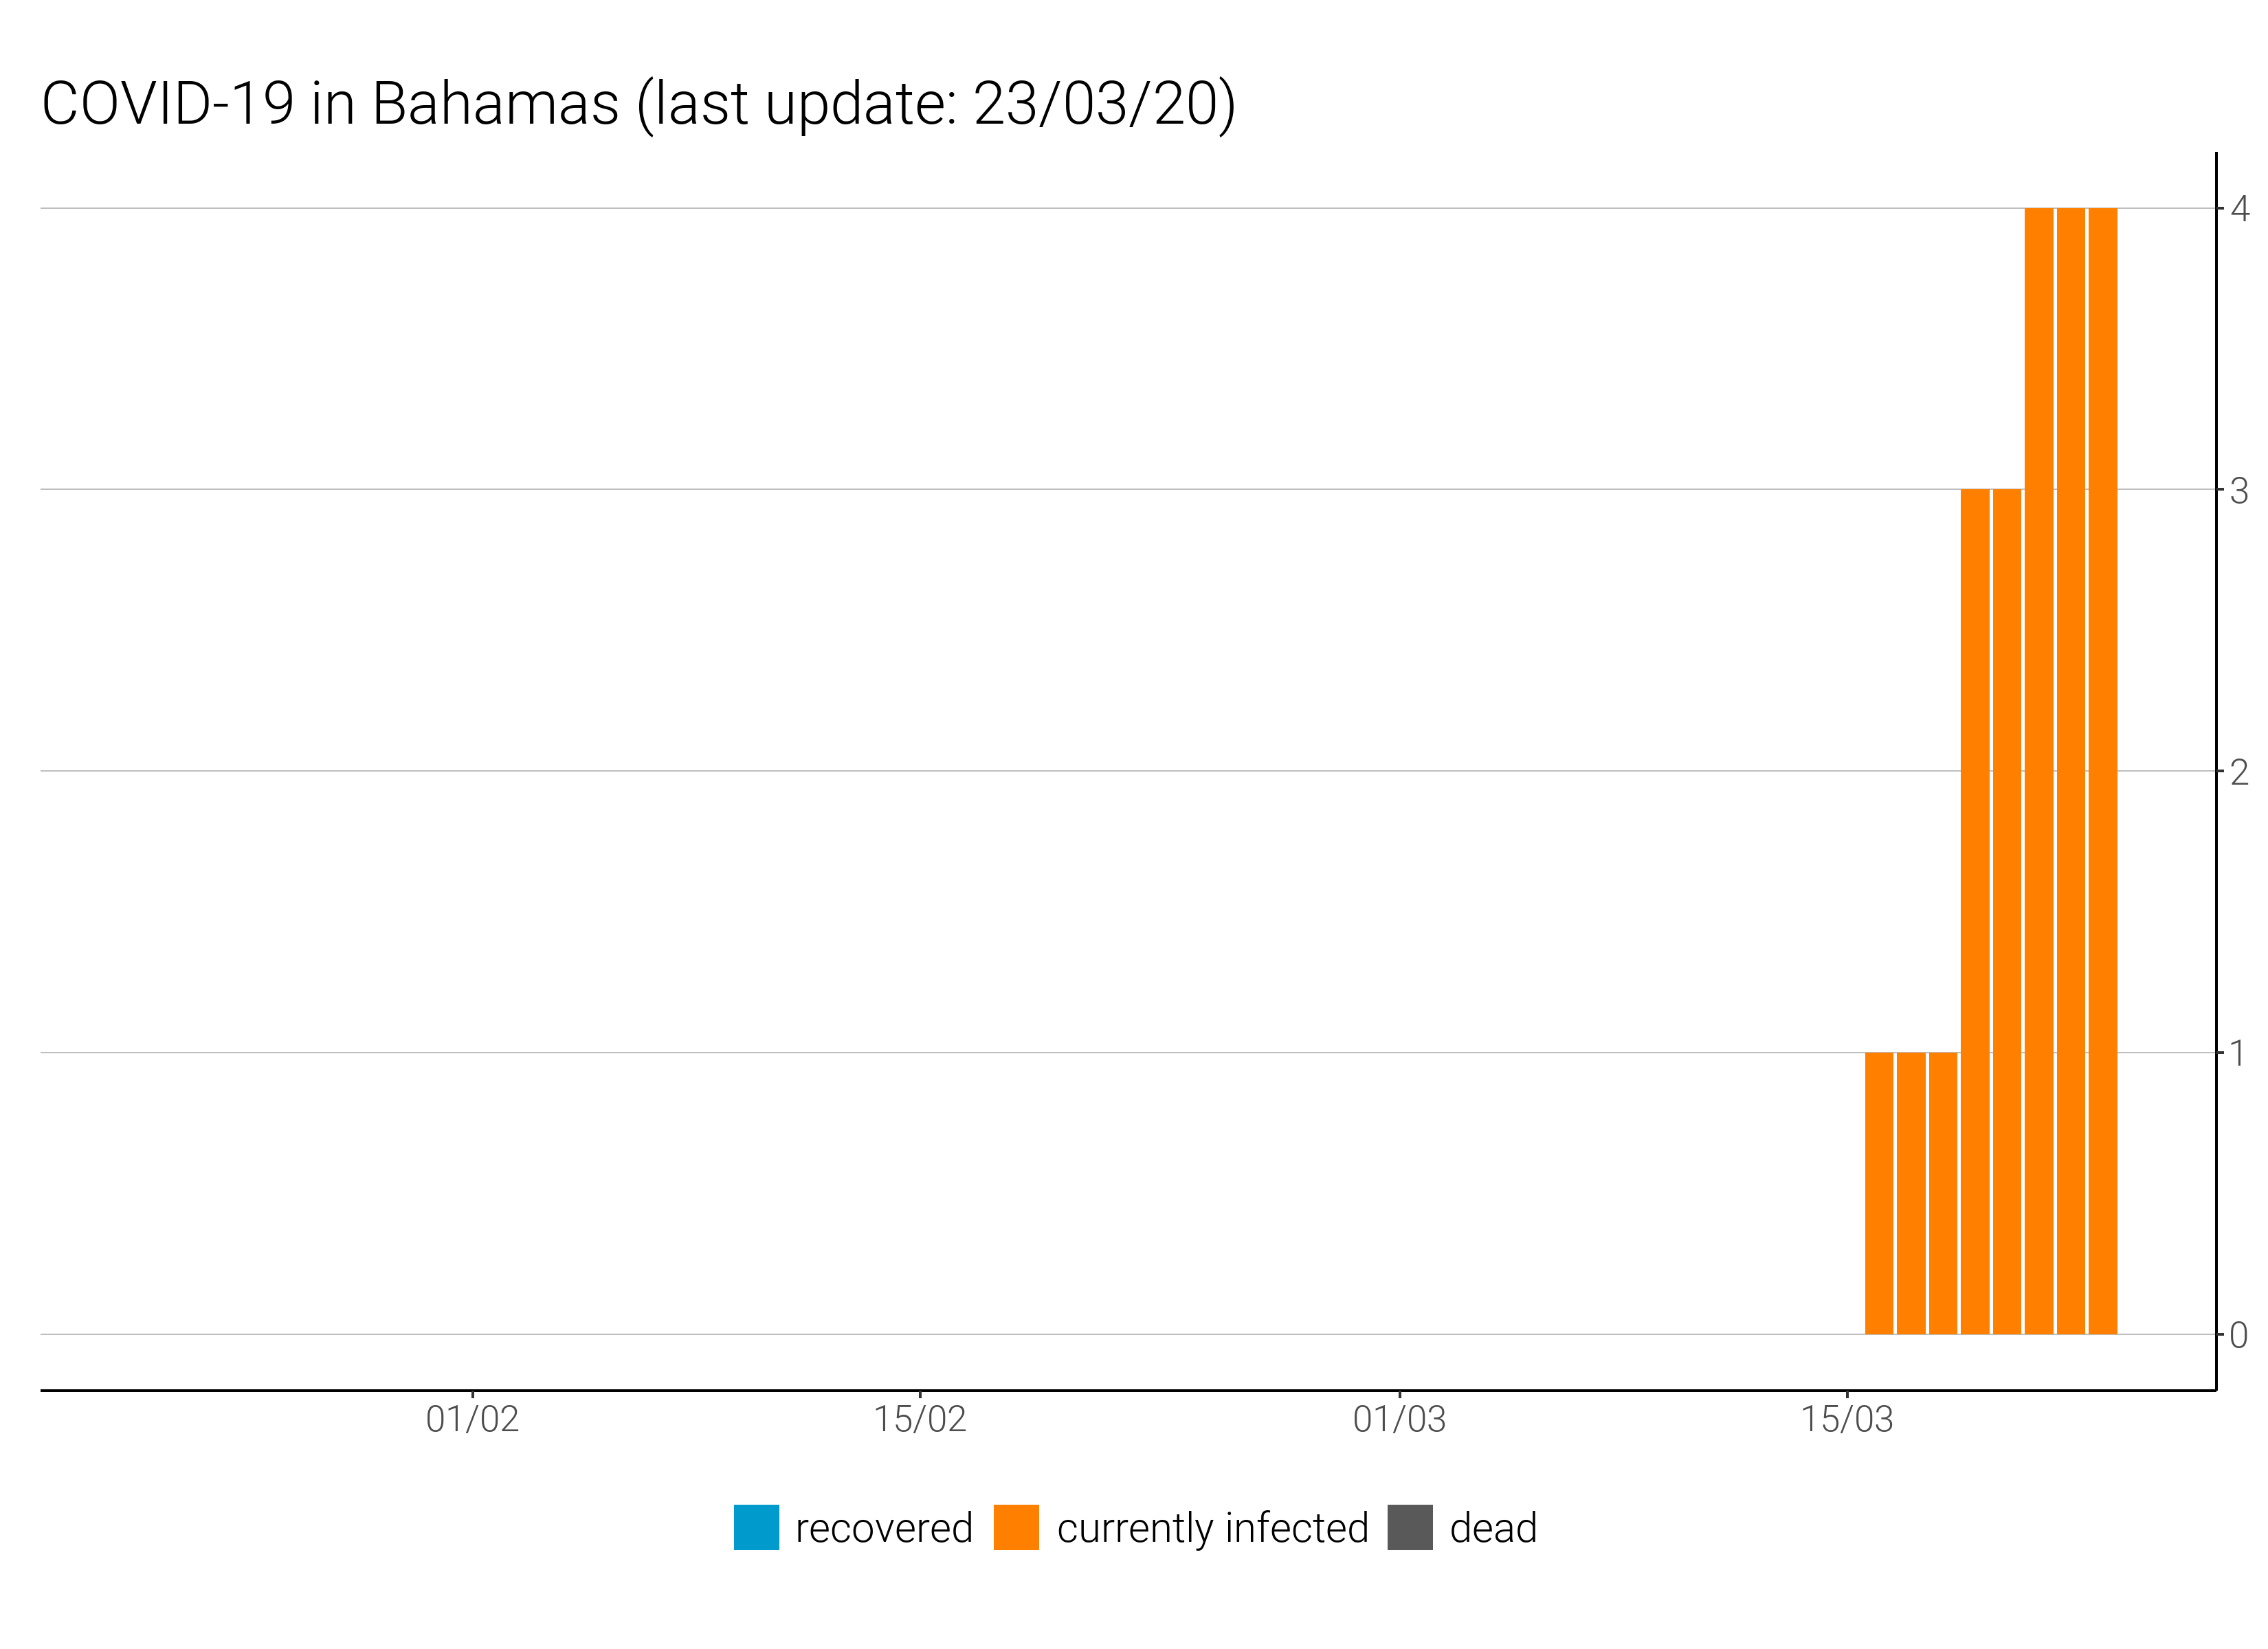 COVID-19 in Bahamas (last update: 23/03/20)
4
3
2
1
0
01/02 15/02 01/03 15/03
recovered currently infected dead